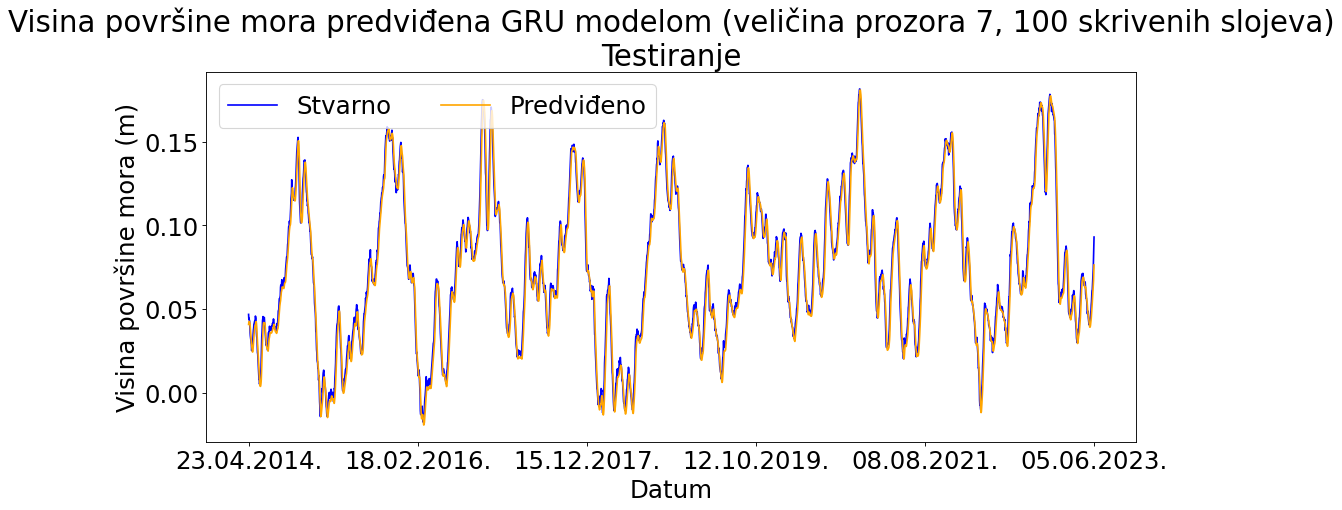 Visina površine mora predviđena GRU modelom (veličina prozora 7, 100 skrivenih slojeva)
Testiranje
Stvarno Predviđeno
Visina površine mora (m)
0.15
0.10
0.05
0.00
23.04.2014. 18.02.2016. 15.12.2017. 12.10.2019. 08.08.2021. 05.06.2023.
Datum